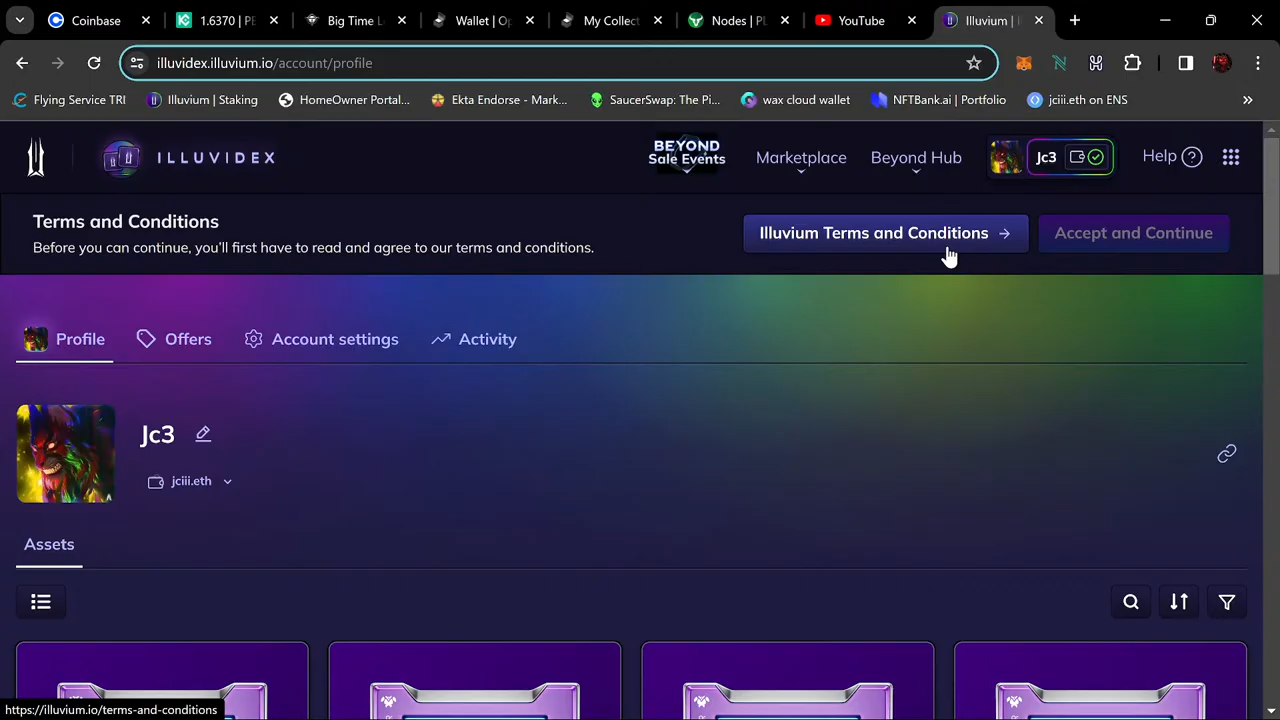 Coinbase
1.6370 | PE
Big Time L
Wallet | Op
My Collect
Nodes | PL
YouTube
Illuvium | I
illuvidex.illuvium.io/account/profile
Flying Service TRI
Illuvium | Staking
HomeOwner Portal...
Ekta Endorse - Mark...
SaucerSwap: The Pi...
wax cloud wallet
NFTBank.ai | Portfolio
jciii.eth on ENS
ILLUVIDEX
BEYOND
Sale Events
Marketplace
Beyond Hub
Jc3
Help
Terms and Conditions
Before you can continue, you'll first have to read and agree to our terms and conditions.
Illuvium Terms and Conditions
Accept and Continue
Profile
Offers
Account settings
Activity
Jc3
jciii.eth
Assets
https://illuvium.io/terms-and-conditions